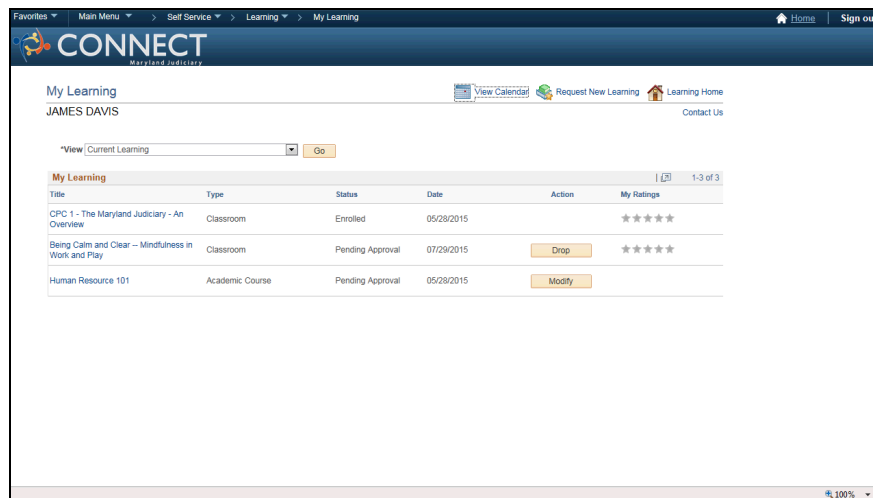 Favorites Main Menu > Self Service > Learning > My Learning Home Sign ou
CONNECT
Maryland Judiciary
My Learning View Calendar Request New Learning Learning Home
JAMES DAVIS Contact Us
*View Current Learning Go
My Learning 1-3 of 3
Title Type Status Date Action My Ratings
CPC 1 - The Maryland Judiciary - An
Overview
Classroom Enrolled 05/28/2015
Being Calm and Clear -- Mindfulness in
Work and Play
Classroom Pending Approval 07/29/2015 Drop
Human Resource 101 Academic Course Pending Approval 05/28/2015 Modify
100%